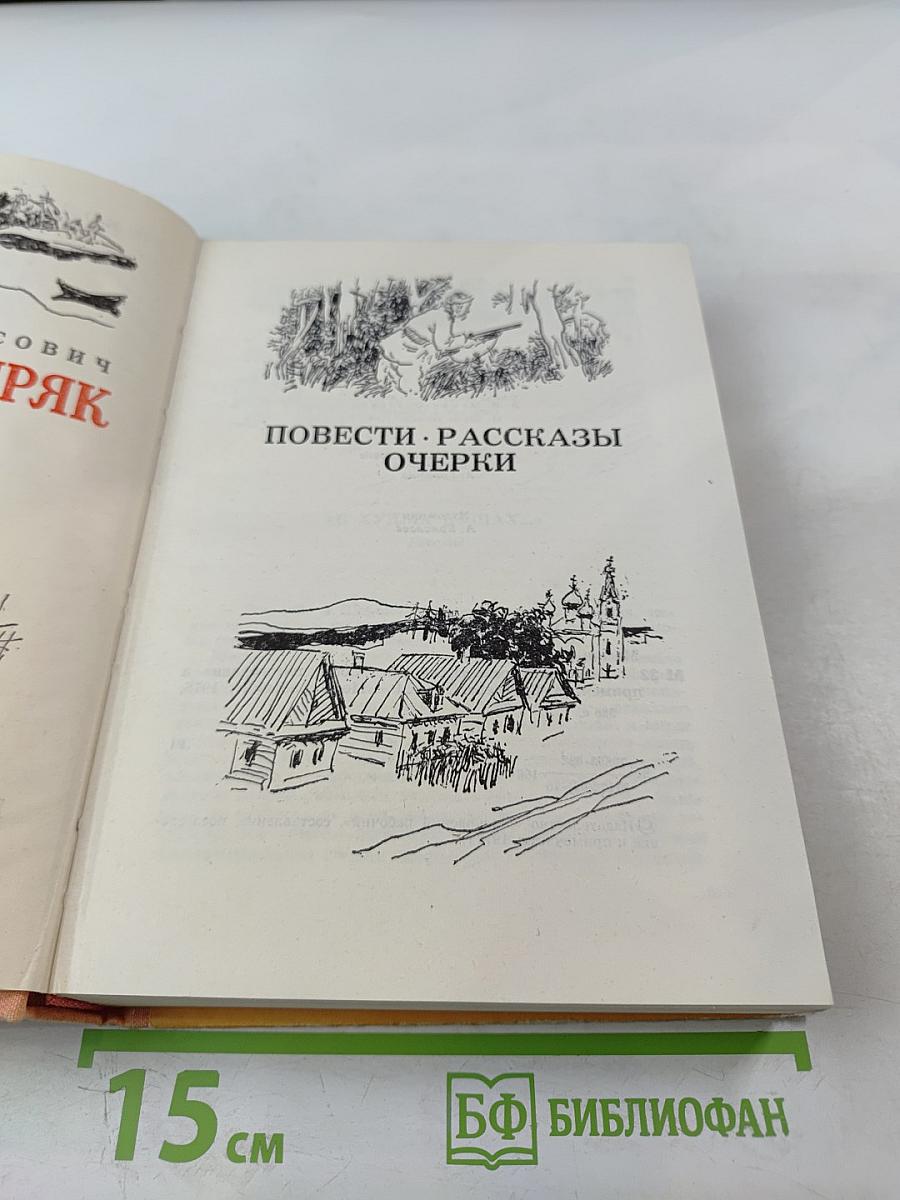 СОВИЧ
РЯК
ПОВЕСТИ · РАССКАЗЫ
ОЧЕРКИ
15 см
БФ БИБЛИОФАН